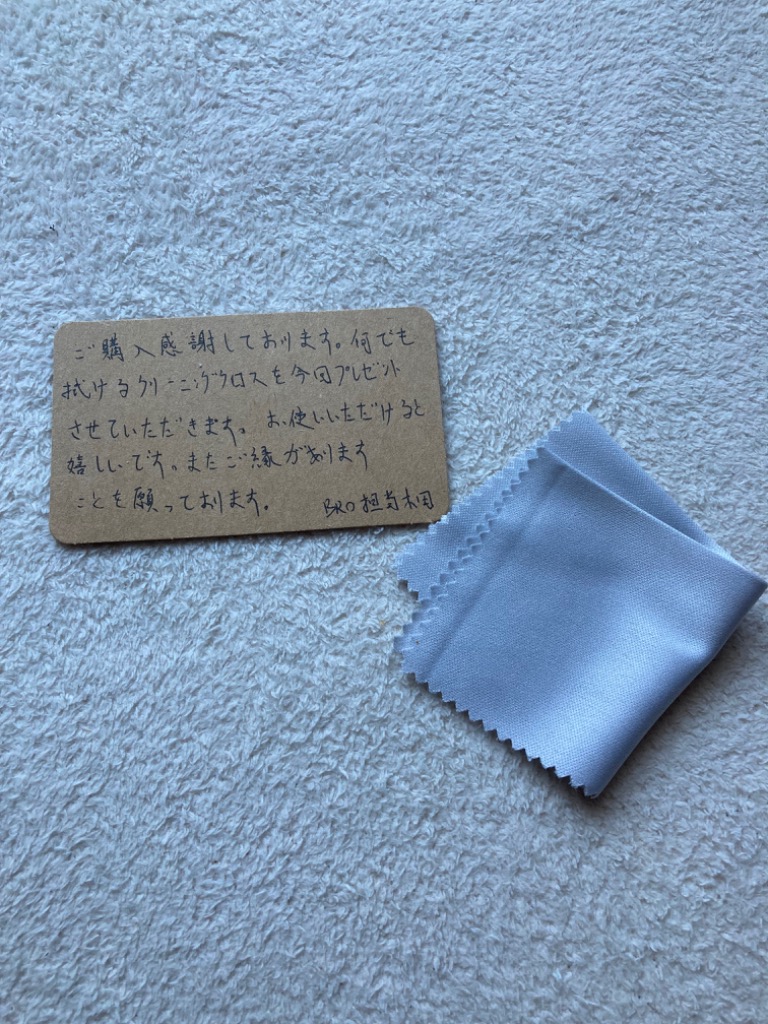 ご購入感謝しております。何でも
拭けるクリーニングクロスを今回プレゼント
させていただきます。お使いいただけると
嬉しいです。またご縁があります
ことを願っております。 BRO担当